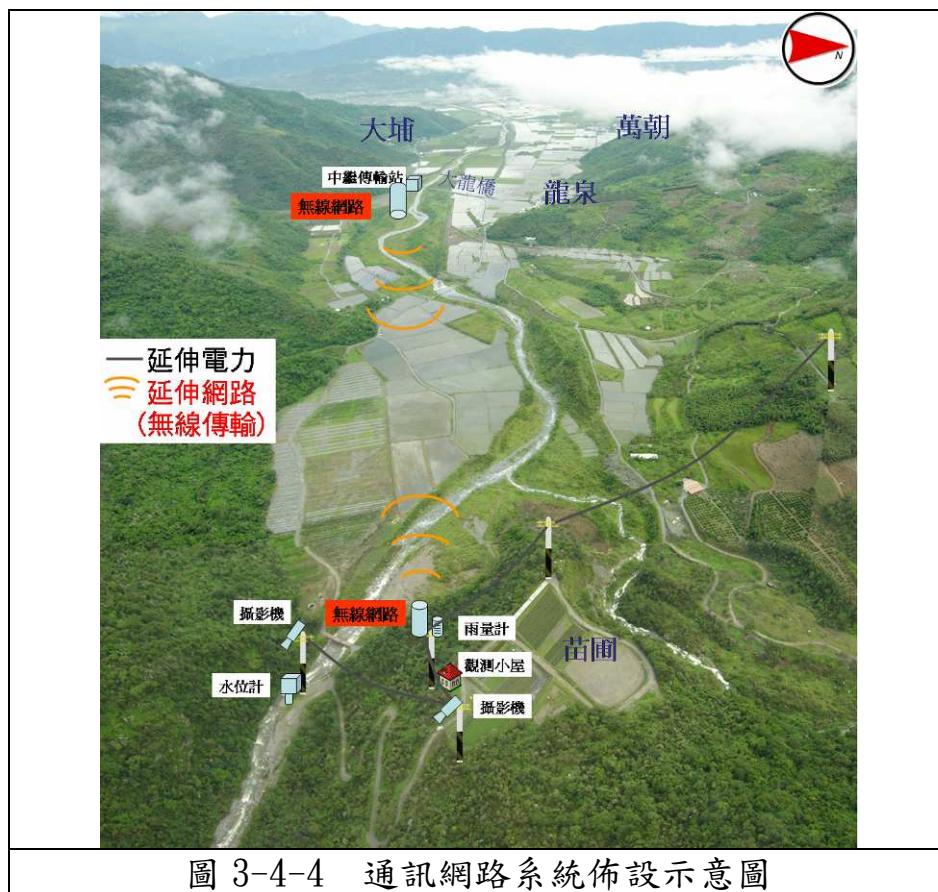 N
大埔
萬朝
中繼傳輸站
大龍橋
龍泉
無線網路
延伸電力
延伸網路
(無線傳輸)
攝影機
無線網路
雨量計
苗圃
水位計
觀測小屋
攝影機
圖 3-4-4 通訊網路系統佈設示意圖